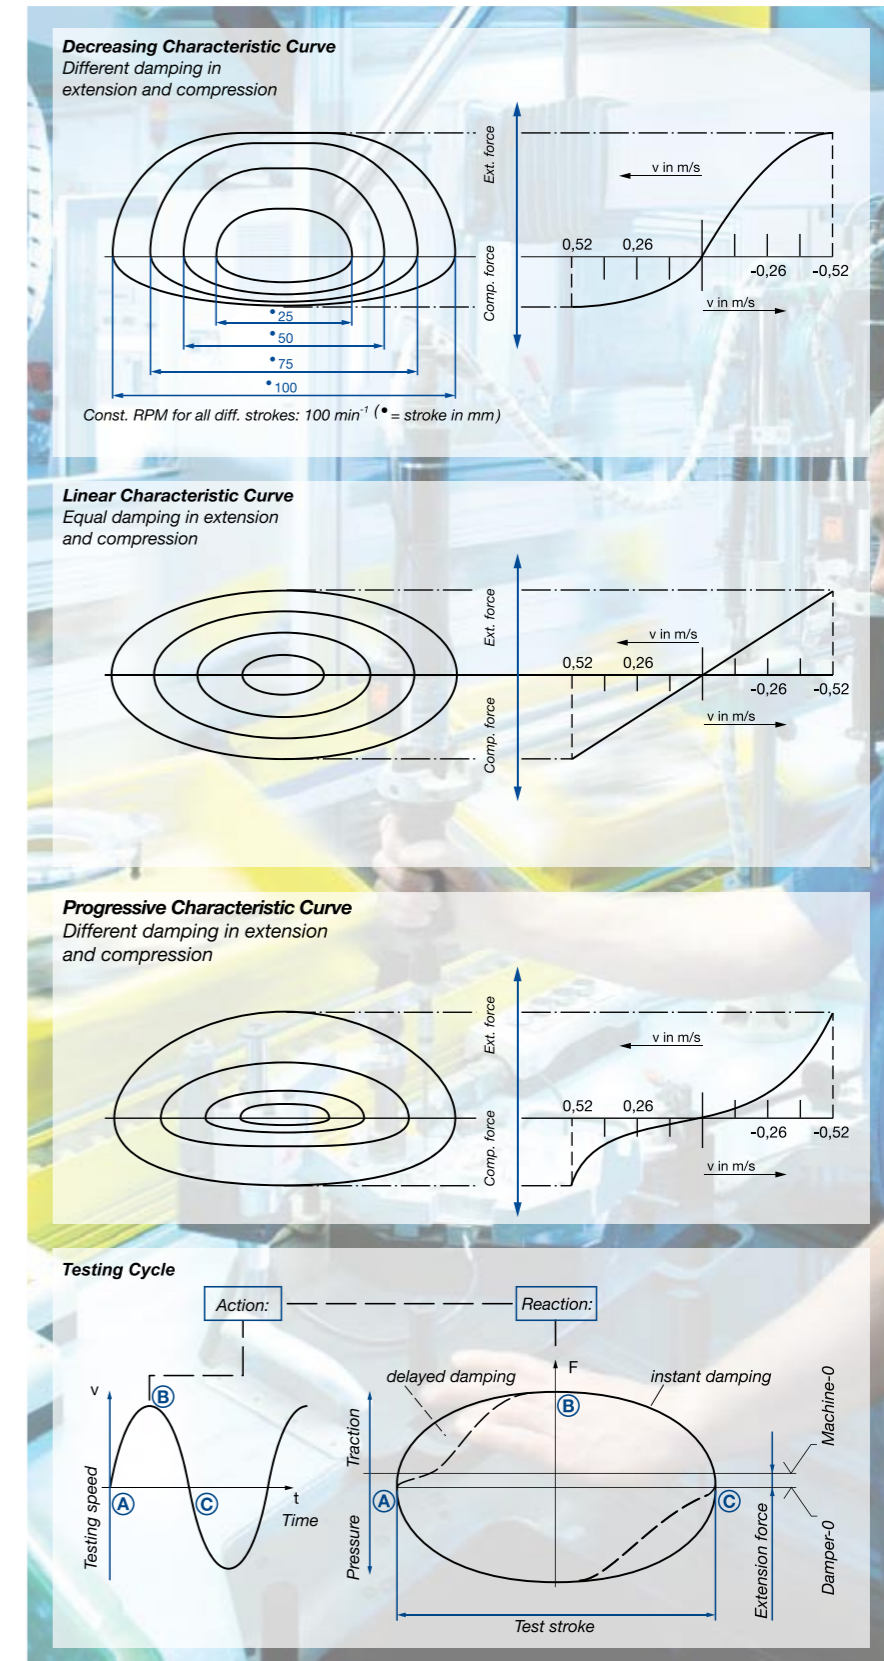 Decreasing Characteristic Curve
Different damping in
extension and compression
Ext. force
Comp. force
v in m/s
0,52 0,26
-0,26 -0,52
v in m/s
• 25
• 50
• 75
• 100
Const. RPM for all diff. strokes: 100 min-1 (• = stroke in mm)
Linear Characteristic Curve
Equal damping in extension
and compression
Ext. force
Comp. force
v in m/s
0,52 0,26
-0,26 -0,52
v in m/s
Progressive Characteristic Curve
Different damping in extension
and compression
Ext. force
Comp. force
v in m/s
0,52 0,26
-0,26 -0,52
v in m/s
Testing Cycle
Action:
Reaction:
v
B
A
C
t
Time
Testing speed
delayed damping
F
instant damping
B
A
C
Traction
Pressure
Machine-0
Damper-0
Extension force
Test stroke